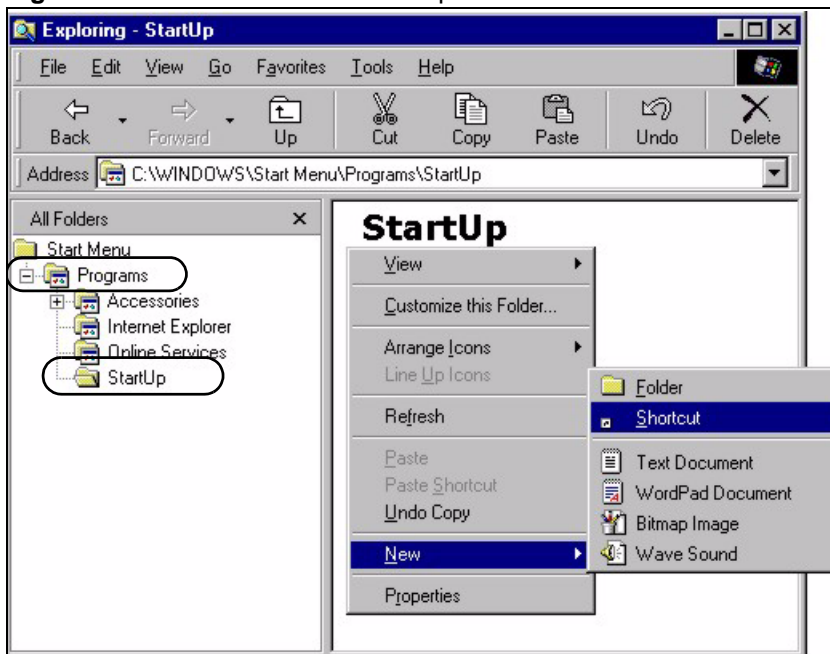 Exploring - StartUp
File Edit View Go Favorites Tools Help
Back Forward Up Cut Copy Paste Undo Delete
Address C:\WINDOWS\Start Menu\Programs\StartUp
All Folders
Start Menu
Programs
Accessories
Internet Explorer
Online Services
StartUp
StartUp
View
Customize this Folder...
Arrange Icons
Line Up Icons
Refresh
Paste
Paste Shortcut
Undo Copy
New
Properties
Folder
Shortcut
Text Document
WordPad Document
Bitmap Image
Wave Sound